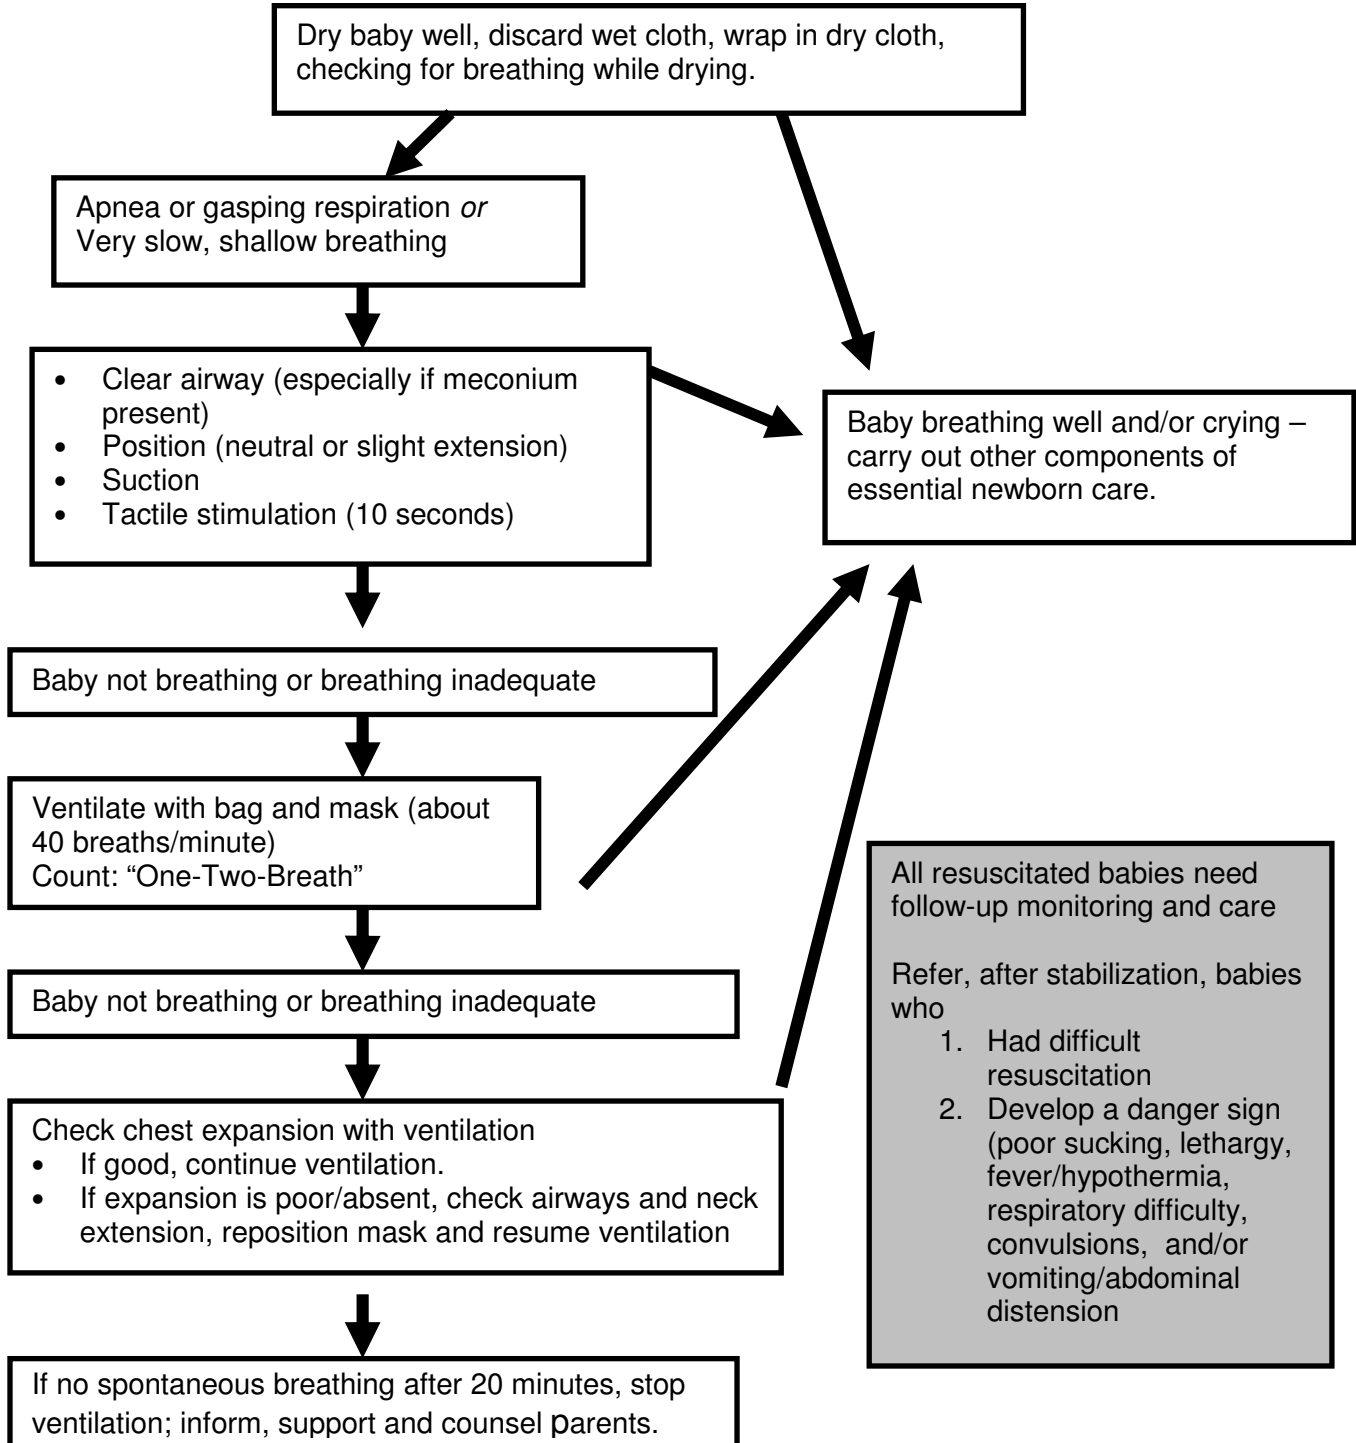 Dry baby well, discard wet cloth, wrap in dry cloth,
checking for breathing while drying.
Apnea or gasping respiration or
Very slow, shallow breathing
• Clear airway (especially if meconium
present)
• Position (neutral or slight extension)
• Suction
• Tactile stimulation (10 seconds)
Baby breathing well and/or crying –
carry out other components of
essential newborn care.
Baby not breathing or breathing inadequate
Ventilate with bag and mask (about
40 breaths/minute)
Count: “One-Two-Breath”
Baby not breathing or breathing inadequate
Check chest expansion with ventilation
• If good, continue ventilation.
• If expansion is poor/absent, check airways and neck
extension, reposition mask and resume ventilation
If no spontaneous breathing after 20 minutes, stop
ventilation; inform, support and counsel parents.
All resuscitated babies need
follow-up monitoring and care
Refer, after stabilization, babies
who
1. Had difficult
resuscitation
2. Develop a danger sign
(poor sucking, lethargy,
fever/hypothermia,
respiratory difficulty,
convulsions, and/or
vomiting/abdominal
distension